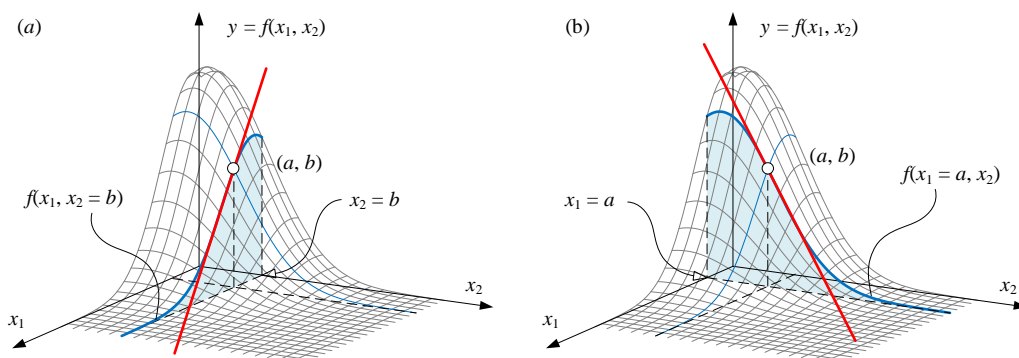 (a)
y = f(x1, x2)
(a, b)
f(x1, x2 = b)
x2 = b
x2
x1
(b)
y = f(x1, x2)
(a, b)
f(x1 = a, x2)
x1 = a
x2
x1